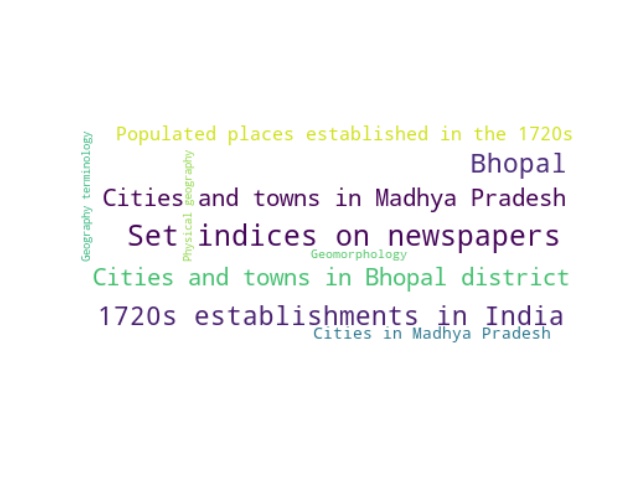 Populated places established in the 1720s
Geography terminology
Physical geography
Bhopal
Cities and towns in Madhya Pradesh
Set indices on newspapers
Geomorphology
Cities and towns in Bhopal district
1720s establishments in India
Cities in Madhya Pradesh